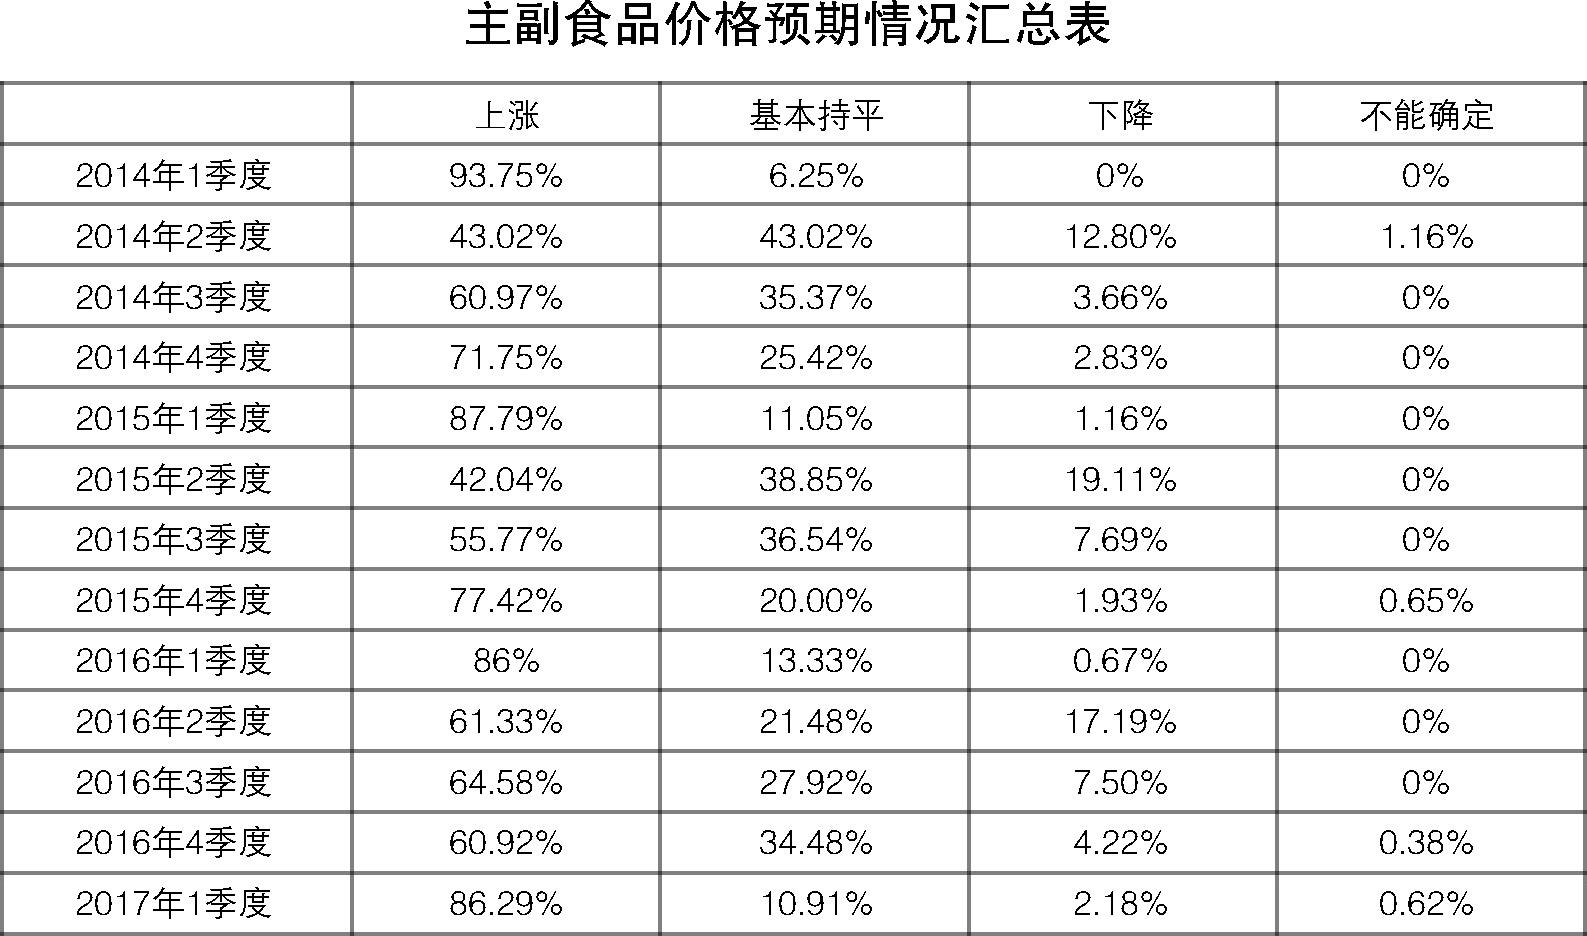 主副食品价格预期情况汇总表
上涨 基本持平 下降 不能确定
2014年1季度 93.75% 6.25% 0% 0%
2014年2季度 43.02% 43.02% 12.80% 1.16%
2014年3季度 60.97% 35.37% 3.66% 0%
2014年4季度 71.75% 25.42% 2.83% 0%
2015年1季度 87.79% 11.05% 1.16% 0%
2015年2季度 42.04% 38.85% 19.11% 0%
2015年3季度 55.77% 36.54% 7.69% 0%
2015年4季度 77.42% 20.00% 1.93% 0.65%
2016年1季度 86% 13.33% 0.67% 0%
2016年2季度 61.33% 21.48% 17.19% 0%
2016年3季度 64.58% 27.92% 7.50% 0%
2016年4季度 60.92% 34.48% 4.22% 0.38%
2017年1季度 86.29% 10.91% 2.18% 0.62%